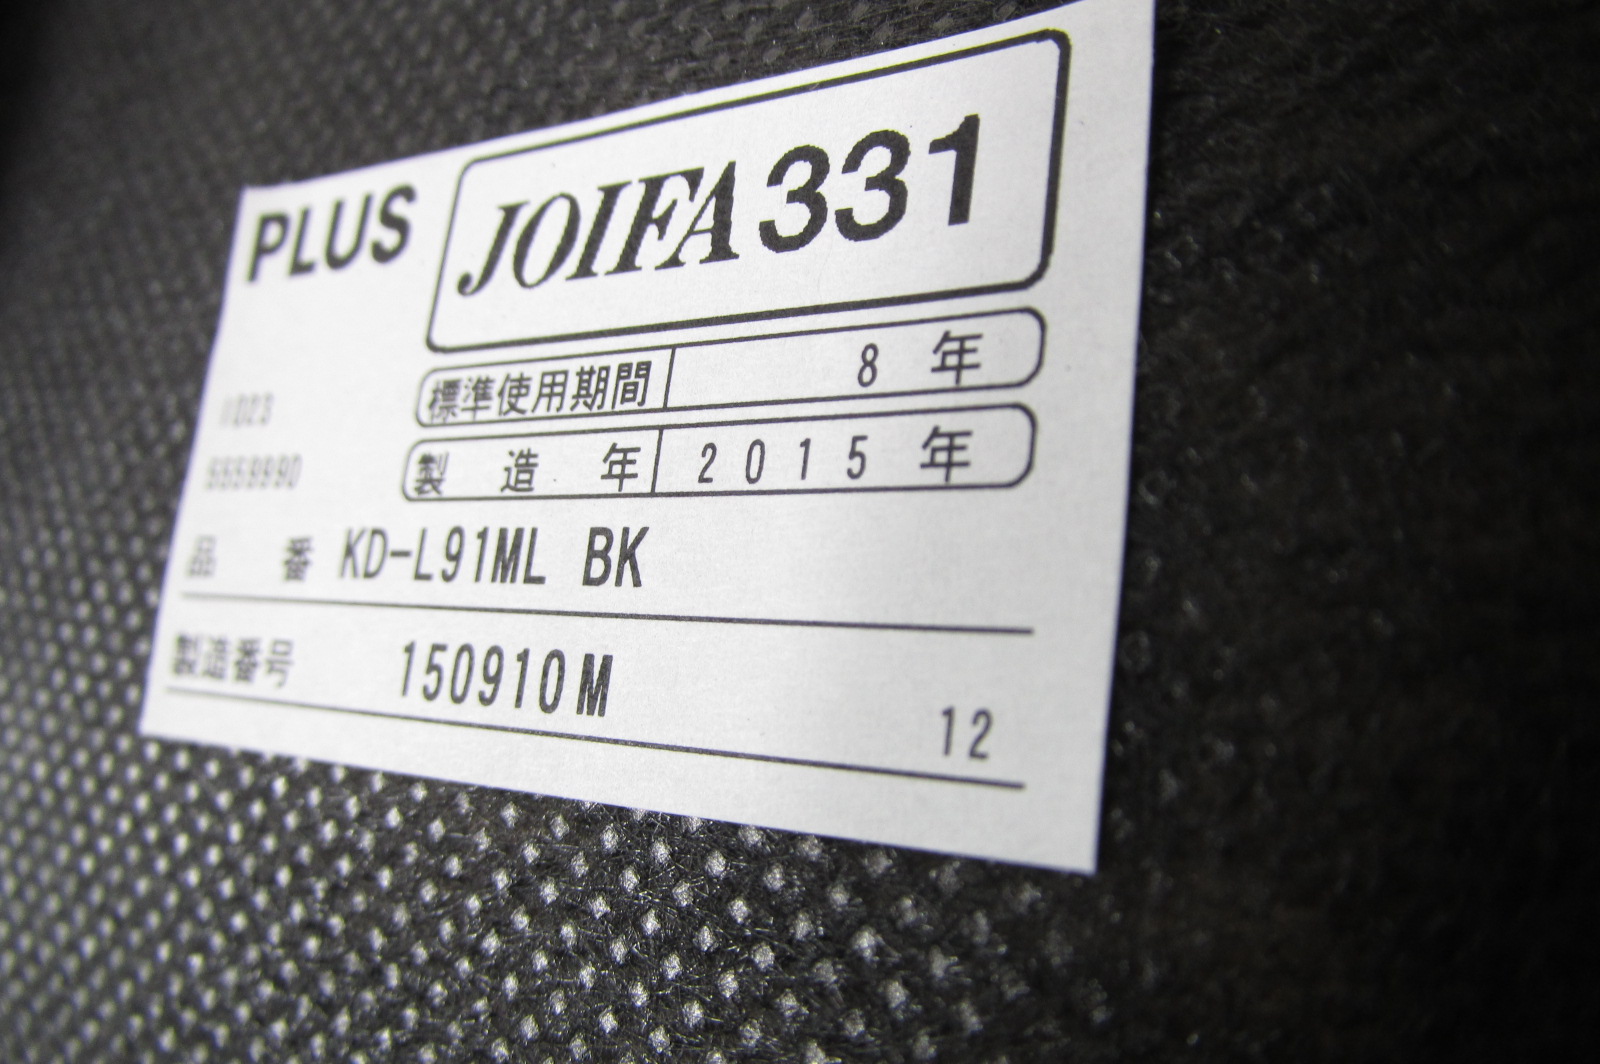 PLUS
JOIFA 331
標準使用期間 8 年
製 造 年 2015 年
1023
品 番 KD-L91ML BK
製造番号 150910M
12